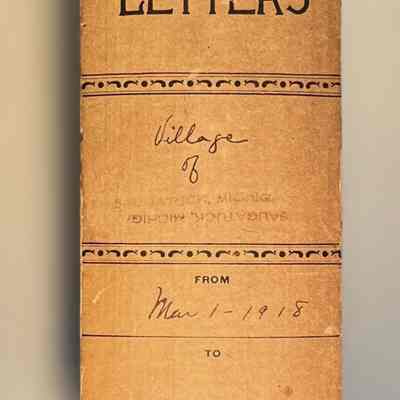 LETTERS
Village
of
SAUGATUCK, MICHIG.
FROM
Mar 1-1918
TO